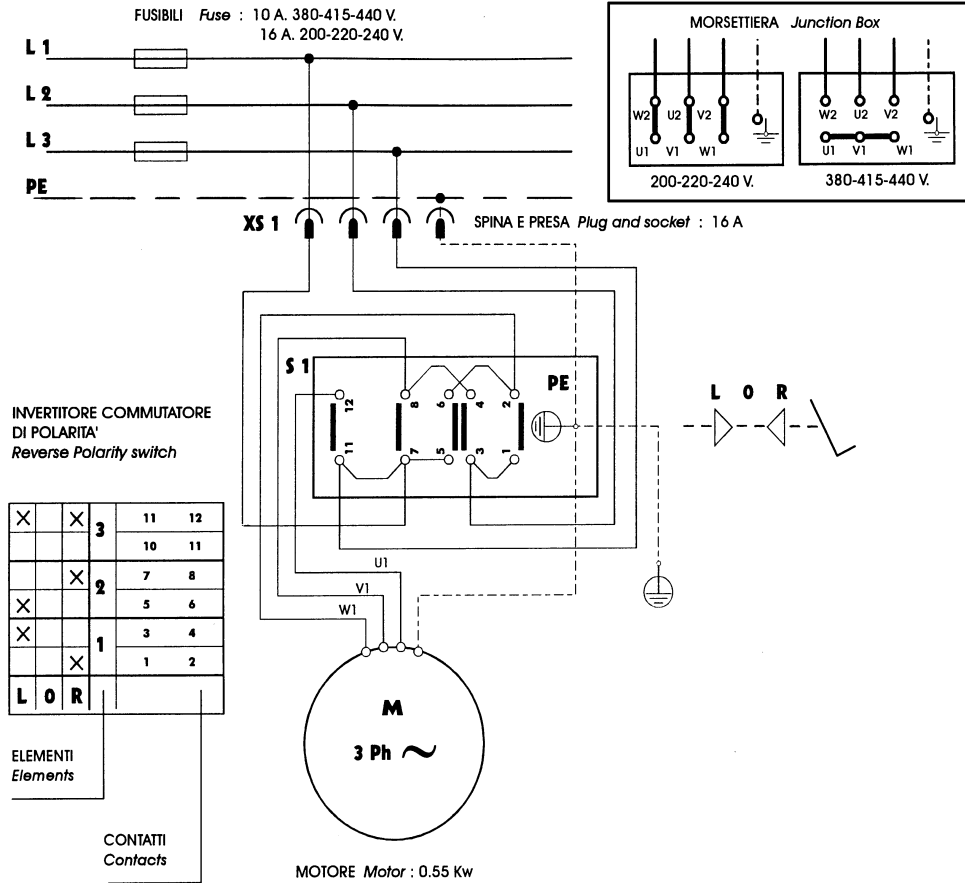 FUSIBILI Fuse : 10 A. 380-415-440 V.
16 A. 200-220-240 V.
L 1
L 2
L 3
PE
XS 1
SPINA E PRESA Plug and socket : 16 A
MORSETTIERA Junction Box
W2 U2 V2
U1 V1 W1
200-220-240 V.
W2 U2 V2
U1 V1 W1
380-415-440 V.
S 1
PE
12 8 6 4 2
11 7 5 3 1
L O R
INVERTITORE COMMUTATORE
DI POLARITA'
Reverse Polarity switch
X X 3 11 12
10 11
X 2 7 8
X 5 6
X 1 3 4
X 1 2
L O R
ELEMENTI
Elements
CONTATTI
Contacts
U1
V1
W1
M
3 Ph ~
MOTORE Motor : 0.55 Kw